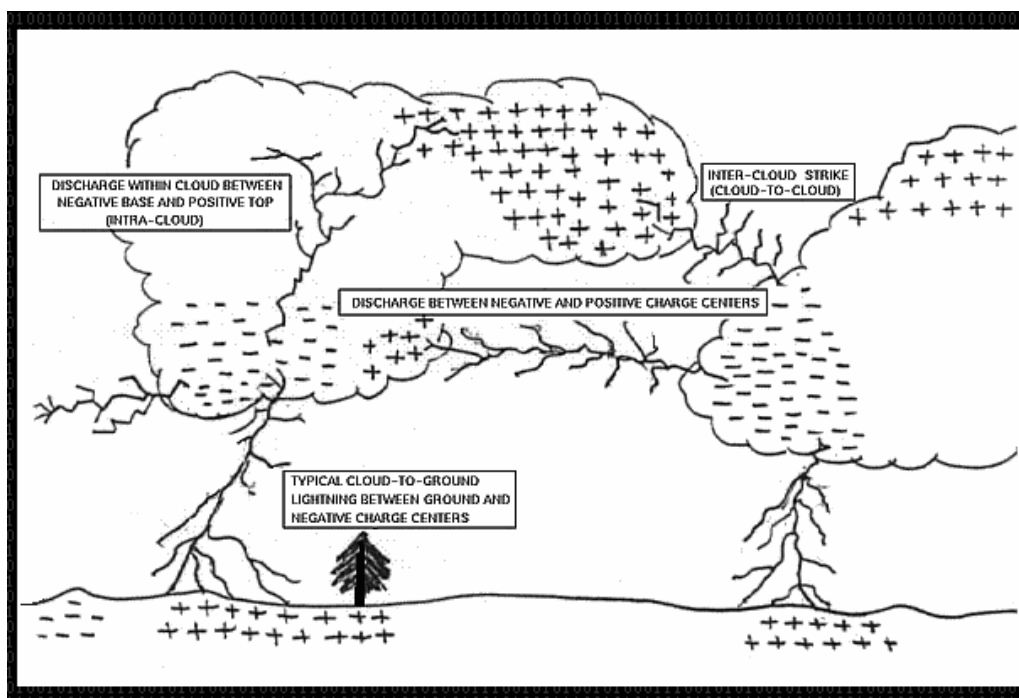 DISCHARGE WITHIN CLOUD BETWEEN
NEGATIVE BASE AND POSITIVE TOP
(INTRA-CLOUD)
INTER-CLOUD STRIKE
(CLOUD-TO-CLOUD)
DISCHARGE BETWEEN NEGATIVE AND POSITIVE CHARGE CENTERS
TYPICAL CLOUD-TO-GROUND
LIGHTNING BETWEEN GROUND AND
NEGATIVE CHARGE CENTERS